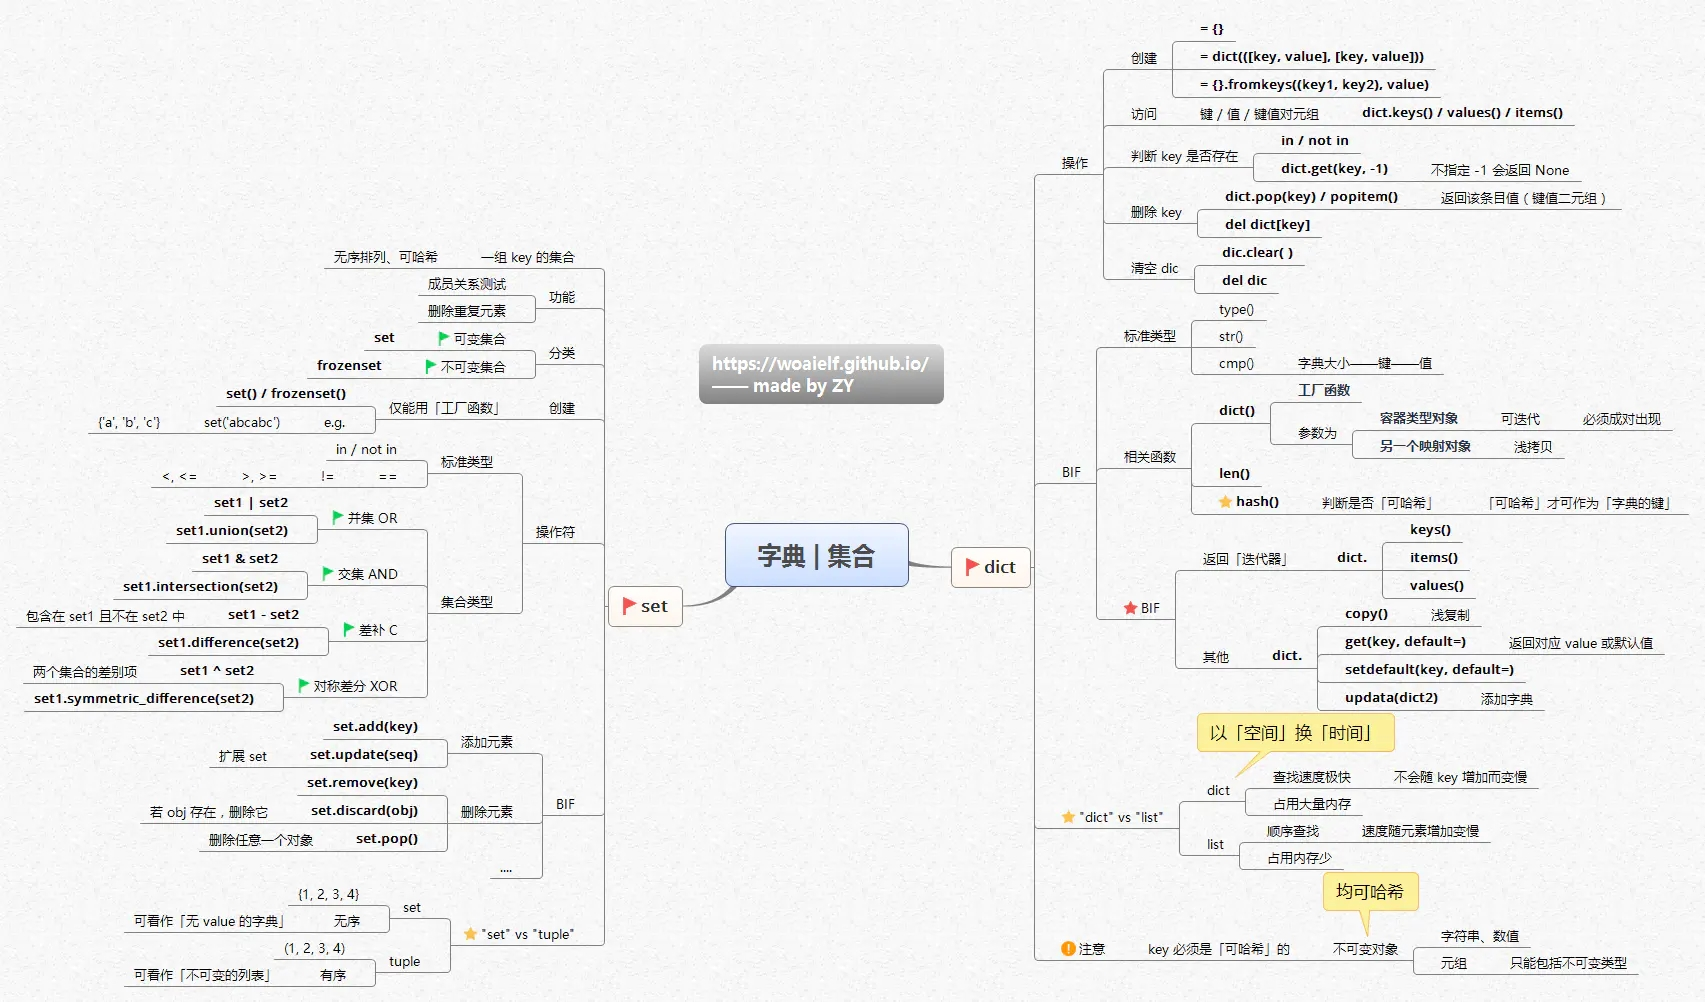 字典 | 集合
https://woaielf.github.io/
—— made by ZY
dict
操作
创建
= {}
= dict(([key, value], [key, value]))
= {}.fromkeys((key1, key2), value)
访问 键 / 值 / 键值对元组 dict.keys() / values() / items()
判断 key 是否存在
in / not in
dict.get(key, -1) 不指定 -1 会返回 None
删除 key
dict.pop(key) / popitem() 返回该条目值（键值二元组）
del dict[key]
清空 dic
dic.clear( )
del dic
BIF
标准类型
type()
str()
cmp() 字典大小——键——值
相关函数
dict()
工厂函数
参数为
容器类型对象 可迭代 必须成对出现
另一个映射对象 浅拷贝
len()
hash() 判断是否「可哈希」 「可哈希」才可作为「字典的键」
BIF
返回「迭代器」 dict.
keys()
items()
values()
其他 dict.
copy() 浅复制
get(key, default=) 返回对应 value 或默认值
setdefault(key, default=)
updata(dict2) 添加字典
"dict" vs "list"
以「空间」换「时间」
dict
查找速度极快 不会随 key 增加而变慢
占用大量内存
list
顺序查找 速度随元素增加变慢
占用内存少
注意 key 必须是「可哈希」的 不可变对象
均可哈希
字符串、数值
元组 只能包括不可变类型
set
无序排列、可哈希 一组 key 的集合
功能
成员关系测试
删除重复元素
分类
set 可变集合
frozenset 不可变集合
创建
仅能用「工厂函数」
set() / frozenset()
{'a', 'b', 'c'} set('abcabc') e.g.
操作符
标准类型
in / not in
<, <= >, >= != ==
集合类型
并集 OR
set1 | set2
set1.union(set2)
交集 AND
set1 & set2
set1.intersection(set2)
差补 C
包含在 set1 且不在 set2 中 set1 - set2
set1.difference(set2)
对称差分 XOR
两个集合的差别项 set1 ^ set2
set1.symmetric_difference(set2)
BIF
添加元素
set.add(key)
扩展 set set.update(seq)
删除元素
set.remove(key)
若 obj 存在，删除它 set.discard(obj)
删除任意一个对象 set.pop()
....
"set" vs "tuple"
set
{1, 2, 3, 4}
可看作「无 value 的字典」 无序
tuple
(1, 2, 3, 4)
可看作「不可变的列表」 有序